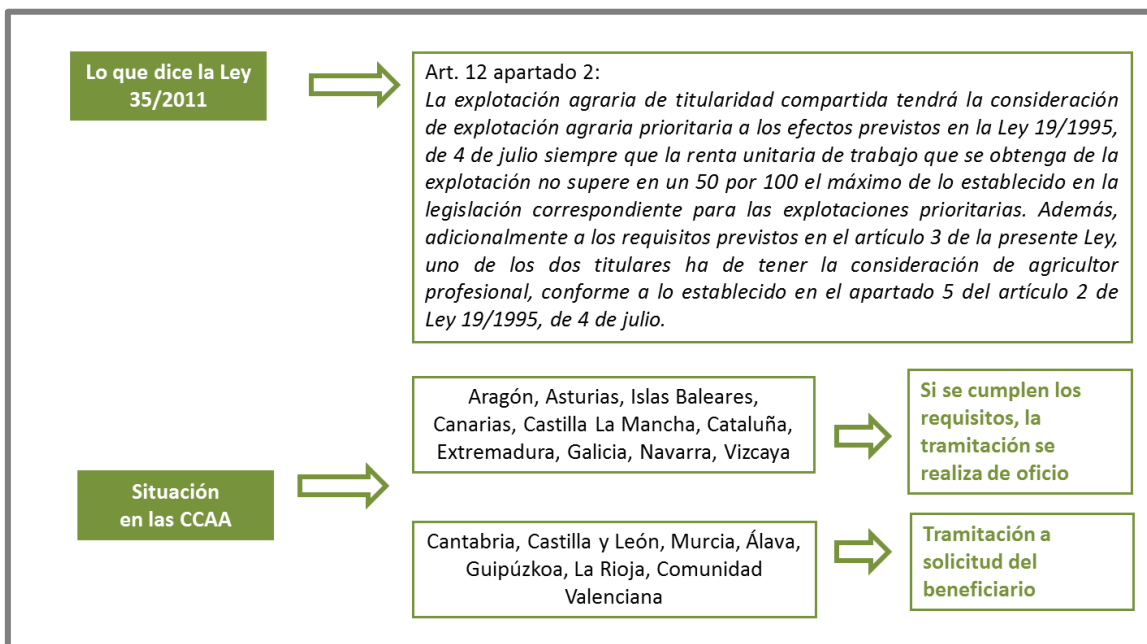 Lo que dice la Ley
35/2011
Art. 12 apartado 2:
La explotación agraria de titularidad compartida tendrá la consideración
de explotación agraria prioritaria a los efectos previstos en la Ley 19/1995,
de 4 de julio siempre que la renta unitaria de trabajo que se obtenga de la
explotación no supere en un 50 por 100 el máximo de lo establecido en la
legislación correspondiente para las explotaciones prioritarias. Además,
adicionalmente a los requisitos previstos en el artículo 3 de la presente Ley,
uno de los dos titulares ha de tener la consideración de agricultor
profesional, conforme a lo establecido en el apartado 5 del artículo 2 de
Ley 19/1995, de 4 de julio.
Situación
en las CCAA
Aragón, Asturias, Islas Baleares,
Canarias, Castilla La Mancha, Cataluña,
Extremadura, Galicia, Navarra, Vizcaya
Si se cumplen los
requisitos, la
tramitación se
realiza de oficio
Cantabria, Castilla y León, Murcia, Álava,
Guipúzkoa, La Rioja, Comunidad
Valenciana
Tramitación a
solicitud del
beneficiario